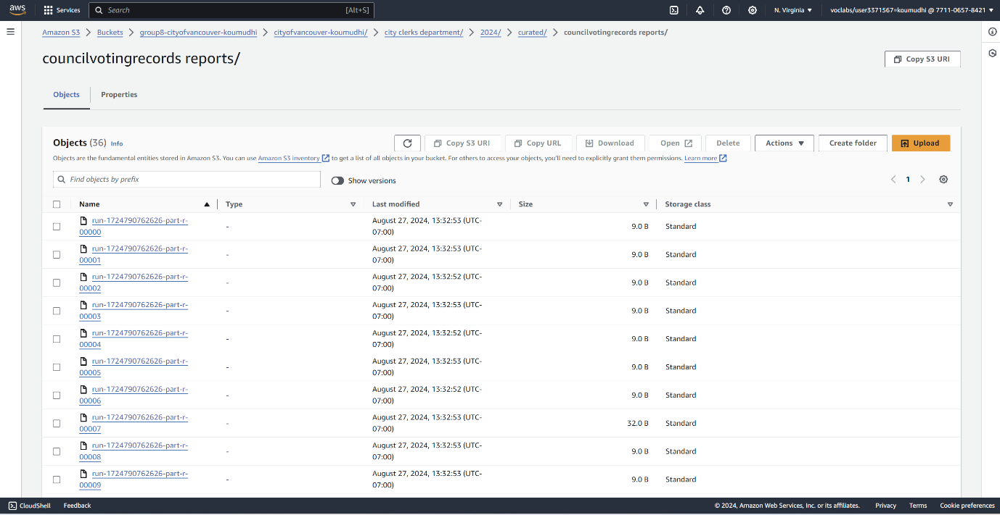 aws Services Search [Alt+S] N. Virginia ▼ voclabs/user3371567=koumudhi @ 7711-0657-8421 ▼
Amazon S3 > Buckets > group8-cityofvancouver-koumudhi > cityofvancouver-koumudhi/ > city clerks department/ > 2024/ > curated/ > councilvotingrecords reports/
councilvotingrecords reports/
Copy S3 URI
Objects Properties
Objects (36) Info Copy S3 URI Copy URL Download Open Delete Actions ▼ Create folder Upload
Objects are the fundamental entities stored in Amazon S3. You can use Amazon S3 inventory to get a list of all objects in your bucket. For others to access your objects, you'll need to explicitly grant them permissions. Learn more
Find objects by prefix Show versions < 1 >
Name Type Last modified Size Storage class
run-1724790762626-part-r- August 27, 2024, 13:32:53 (UTC-
- 9.0 B Standard
00000 07:00)
run-1724790762626-part-r- August 27, 2024, 13:32:53 (UTC-
- 9.0 B Standard
00001 07:00)
run-1724790762626-part-r- August 27, 2024, 13:32:52 (UTC-
- 9.0 B Standard
00002 07:00)
run-1724790762626-part-r- August 27, 2024, 13:32:53 (UTC-
- 9.0 B Standard
00003 07:00)
run-1724790762626-part-r- August 27, 2024, 13:32:52 (UTC-
- 9.0 B Standard
00004 07:00)
run-1724790762626-part-r- August 27, 2024, 13:32:53 (UTC-
- 9.0 B Standard
00005 07:00)
run-1724790762626-part-r- August 27, 2024, 13:32:52 (UTC-
- 9.0 B Standard
00006 07:00)
run-1724790762626-part-r- August 27, 2024, 13:32:53 (UTC-
- 32.0 B Standard
00007 07:00)
run-1724790762626-part-r- August 27, 2024, 13:32:53 (UTC-
- 9.0 B Standard
00008 07:00)
run-1724790762626-part-r- August 27, 2024, 13:32:53 (UTC-
- 9.0 B Standard
00009 07:00)
CloudShell Feedback © 2024, Amazon Web Services, Inc. or its affiliates. Privacy Terms Cookie preferences